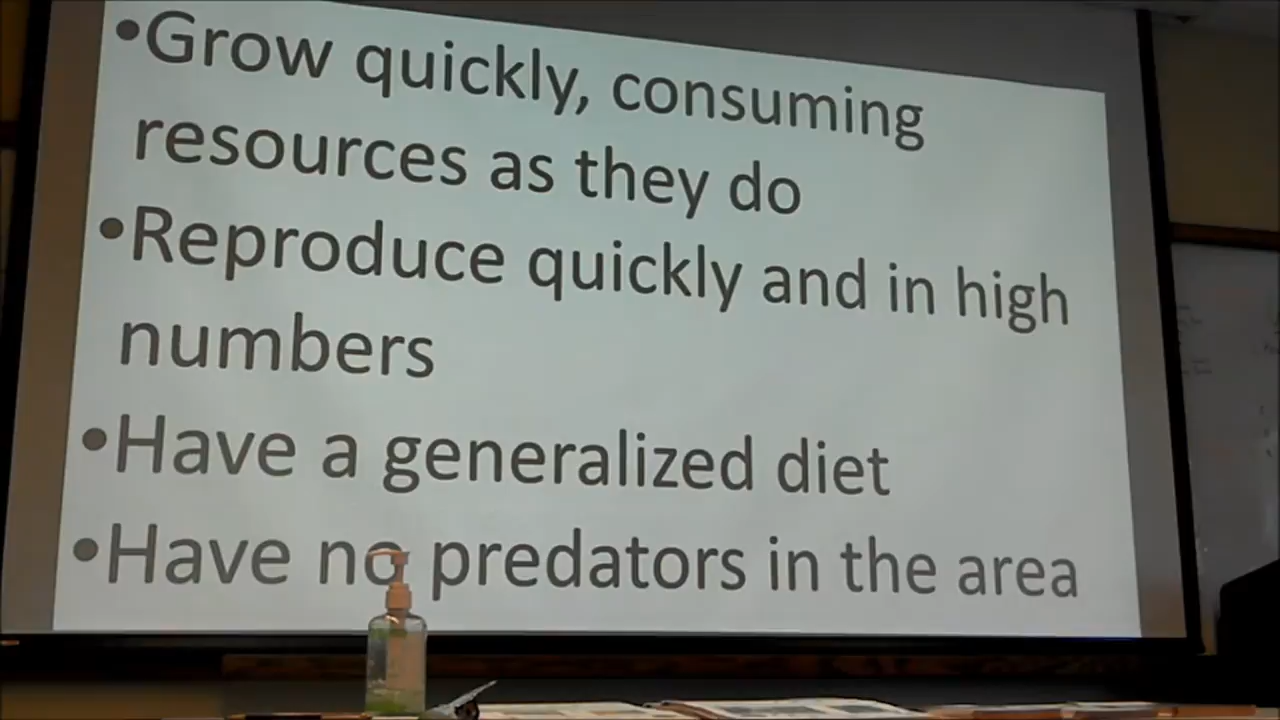 •Grow quickly, consuming
resources as they do
•Reproduce quickly and in high
numbers
•Have a generalized diet
•Have no predators in the area